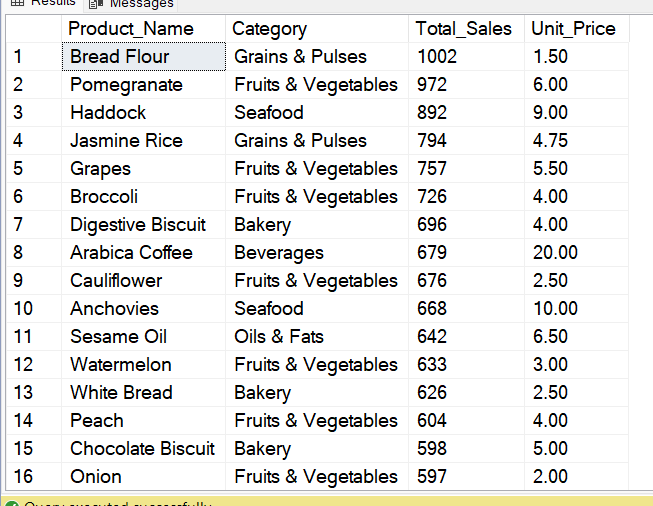 Results Messages
Product_Name Category Total_Sales Unit_Price
1 Bread Flour Grains & Pulses 1002 1.50
2 Pomegranate Fruits & Vegetables 972 6.00
3 Haddock Seafood 892 9.00
4 Jasmine Rice Grains & Pulses 794 4.75
5 Grapes Fruits & Vegetables 757 5.50
6 Broccoli Fruits & Vegetables 726 4.00
7 Digestive Biscuit Bakery 696 4.00
8 Arabica Coffee Beverages 679 20.00
9 Cauliflower Fruits & Vegetables 676 2.50
10 Anchovies Seafood 668 10.00
11 Sesame Oil Oils & Fats 642 6.50
12 Watermelon Fruits & Vegetables 633 3.00
13 White Bread Bakery 626 2.50
14 Peach Fruits & Vegetables 604 4.00
15 Chocolate Biscuit Bakery 598 5.00
16 Onion Fruits & Vegetables 597 2.00
Query executed successfully